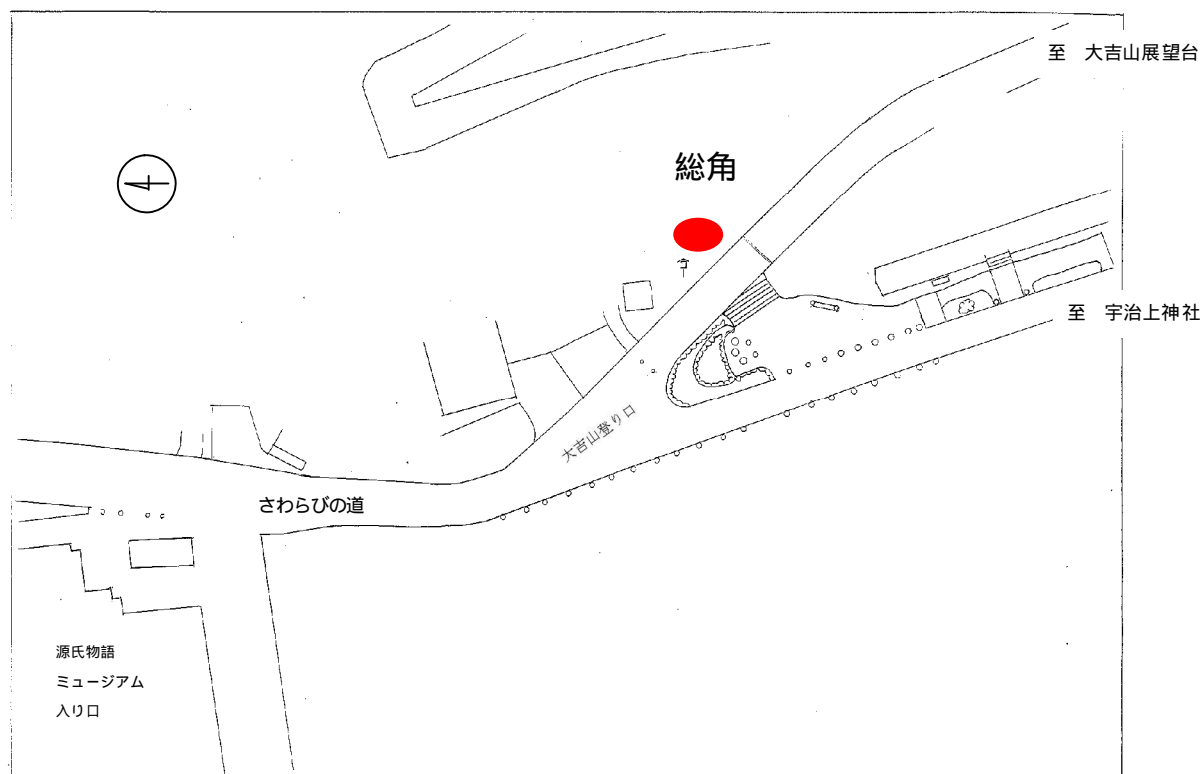 至 大吉山展望台
総角
至 宇治上神社
大吉山登り口
さわらびの道
源氏物語
ミュージアム
入り口